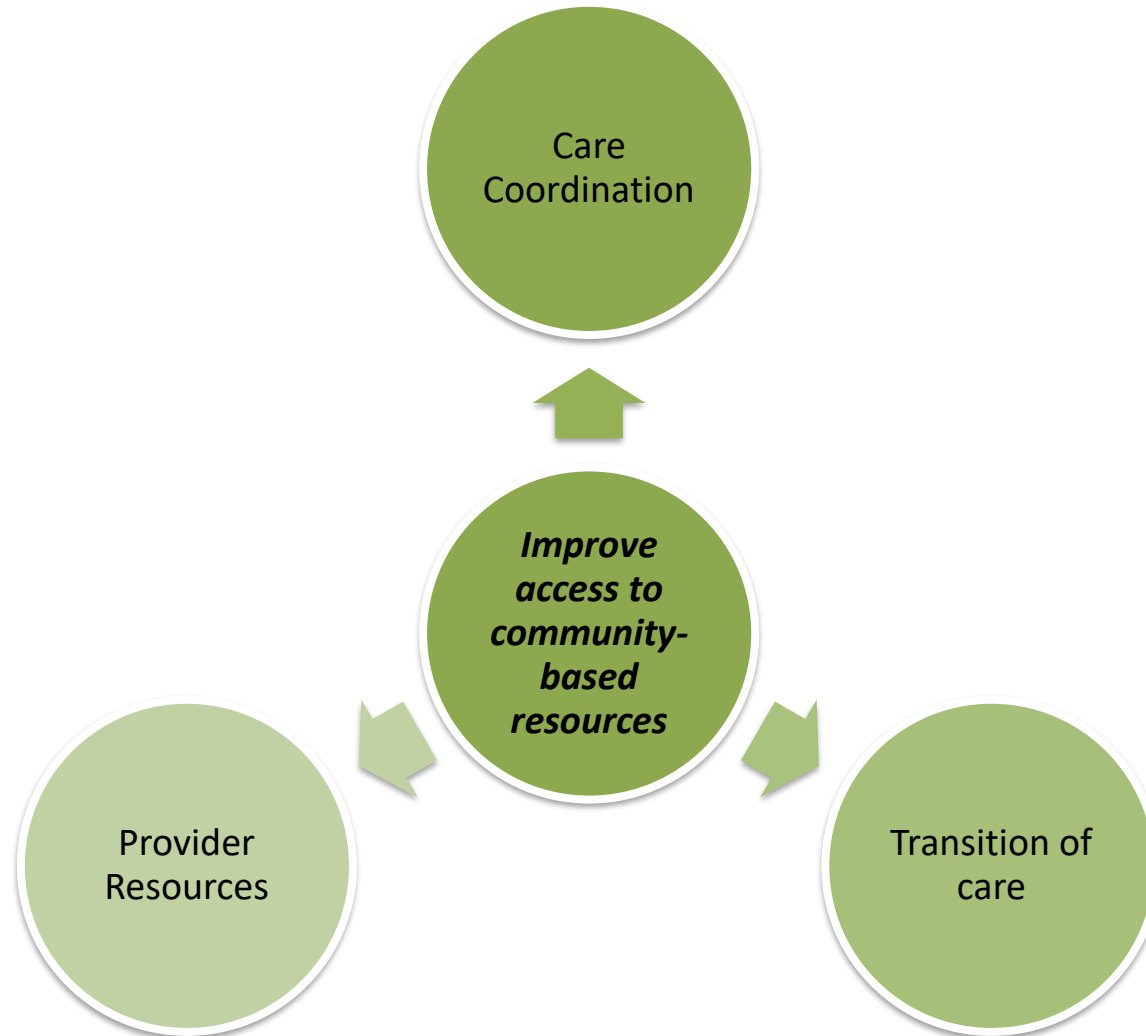 Care
Coordination
Improve
access to
community-
based
resources
Provider
Resources
Transition of
care